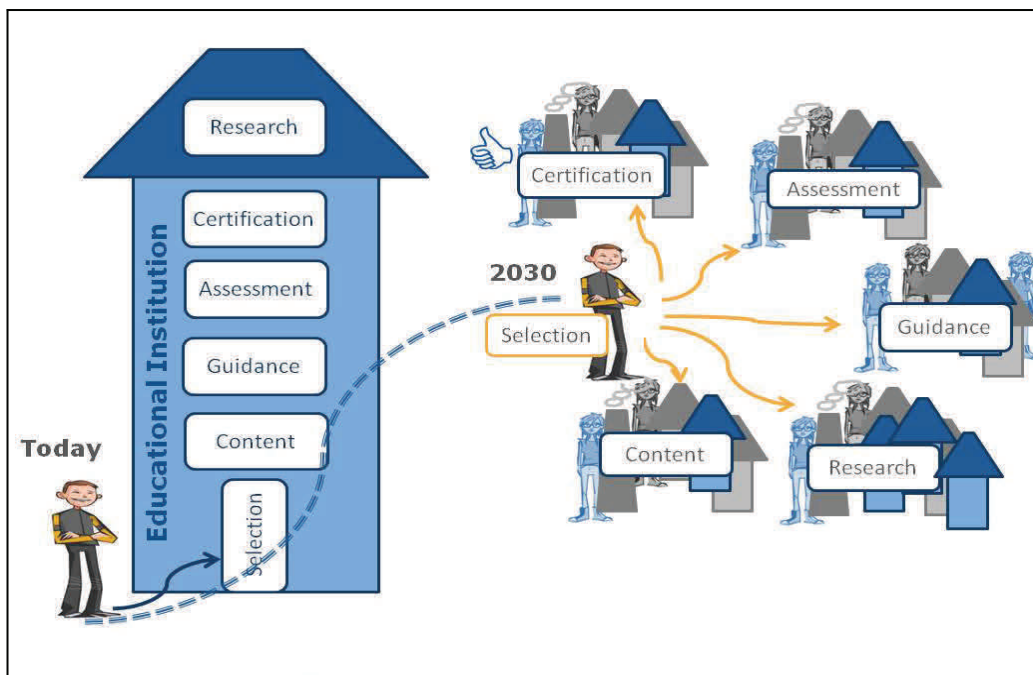 Research
Certification
Assessment
Guidance
Content
Selection
Educational Institution
Today
2030
Selection
Certification
Assessment
Guidance
Research
Content